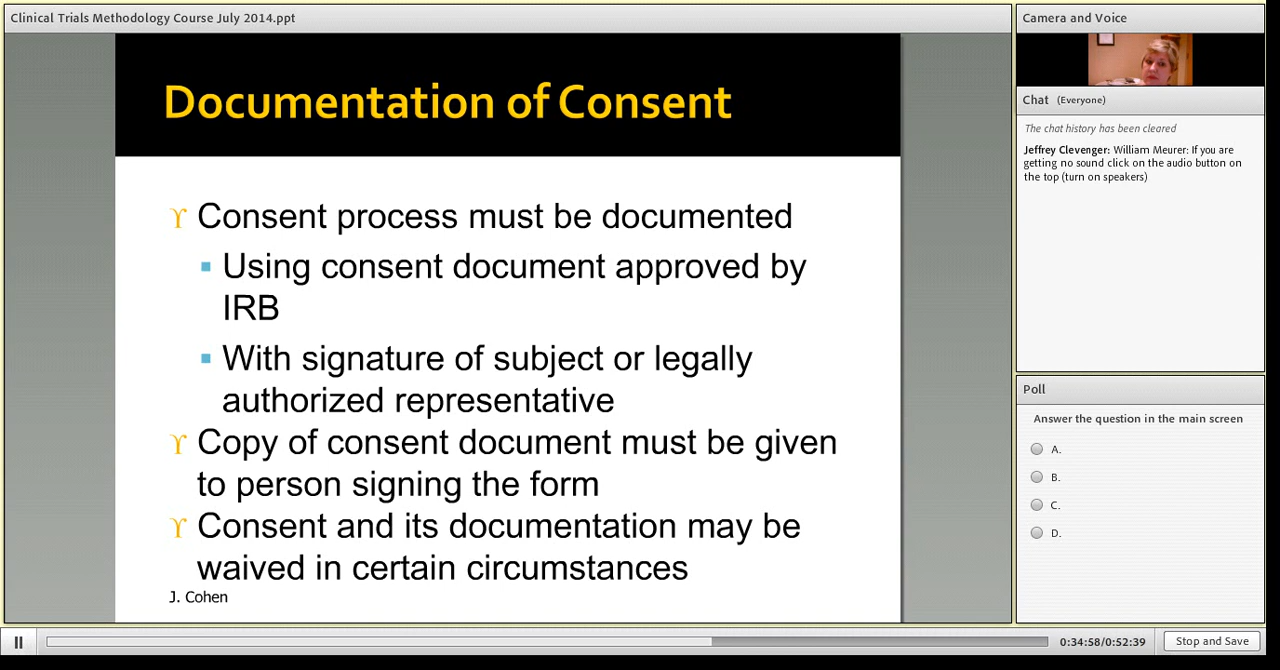 Clinical Trials Methodology Course July 2014.ppt
Documentation of Consent
ϒ Consent process must be documented
▪ Using consent document approved by
IRB
▪ With signature of subject or legally
authorized representative
ϒ Copy of consent document must be given
to person signing the form
ϒ Consent and its documentation may be
waived in certain circumstances
J. Cohen
Camera and Voice
Chat (Everyone)
The chat history has been cleared
Jeffrey Clevenger: William Meurer: If you are
getting no sound click on the audio button on
the top (turn on speakers)
Poll
Answer the question in the main screen
A.
B.
C.
D.
0:34:58/0:52:39
Stop and Save